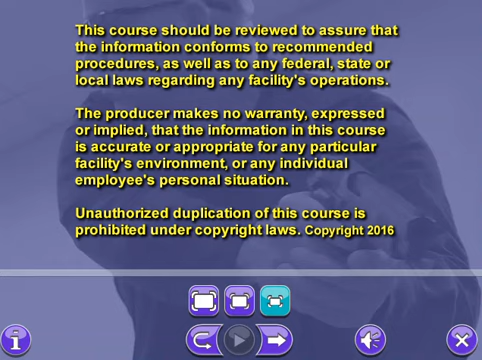 This course should be reviewed to assure that
the information conforms to recommended
procedures, as well as to any federal, state or
local laws regarding any facility's operations.
The producer makes no warranty, expressed
or implied, that the information in this course
is accurate or appropriate for any particular
facility's environment, or any individual
employee's personal situation.
Unauthorized duplication of this course is
prohibited under copyright laws. Copyright 2016